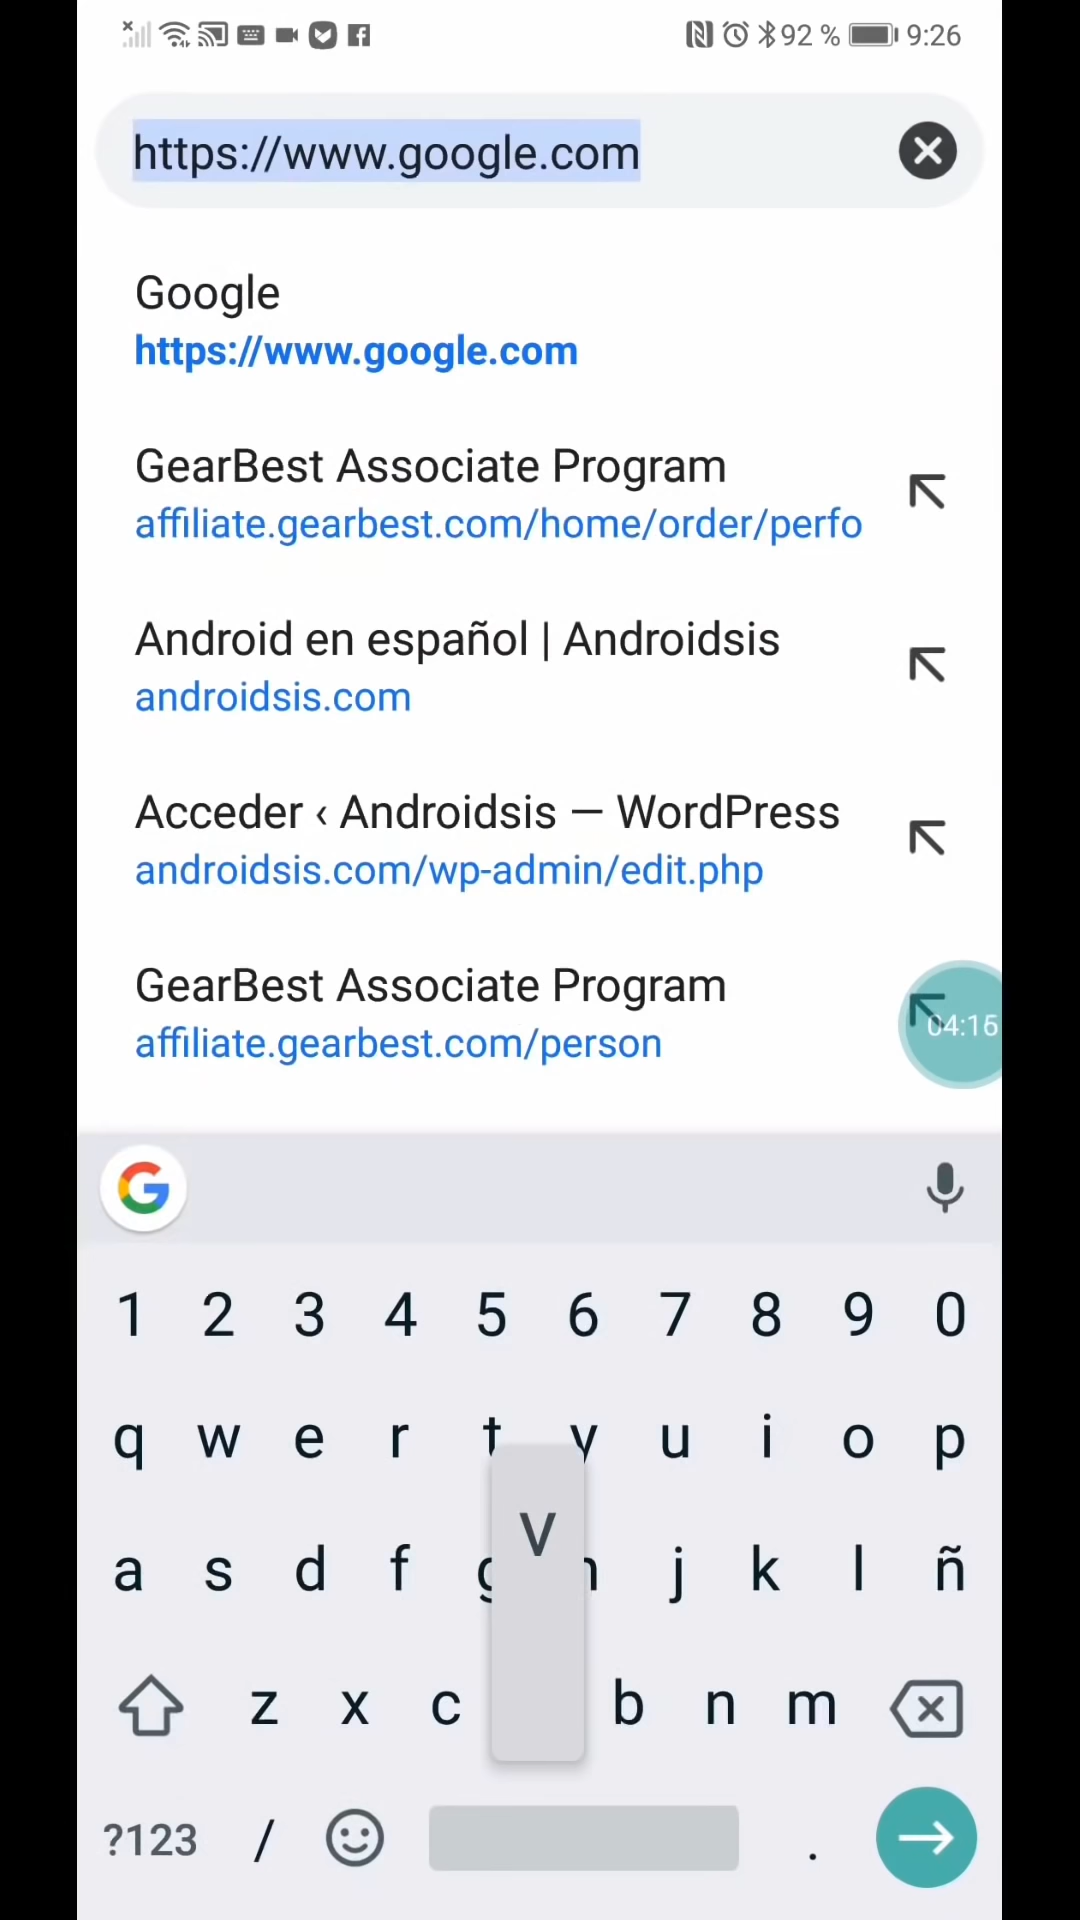 92 % 9:26
https://www.google.com
Google
https://www.google.com
GearBest Associate Program
affiliate.gearbest.com/home/order/perfo
Android en español | Androidsis
androidsis.com
Acceder ‹ Androidsis — WordPress
androidsis.com/wp-admin/edit.php
GearBest Associate Program
affiliate.gearbest.com/person
04:15
1 2 3 4 5 6 7 8 9 0
q w e r t y u i o p
v
a s d f g h j k l ñ
z x c b n m
?123 / .